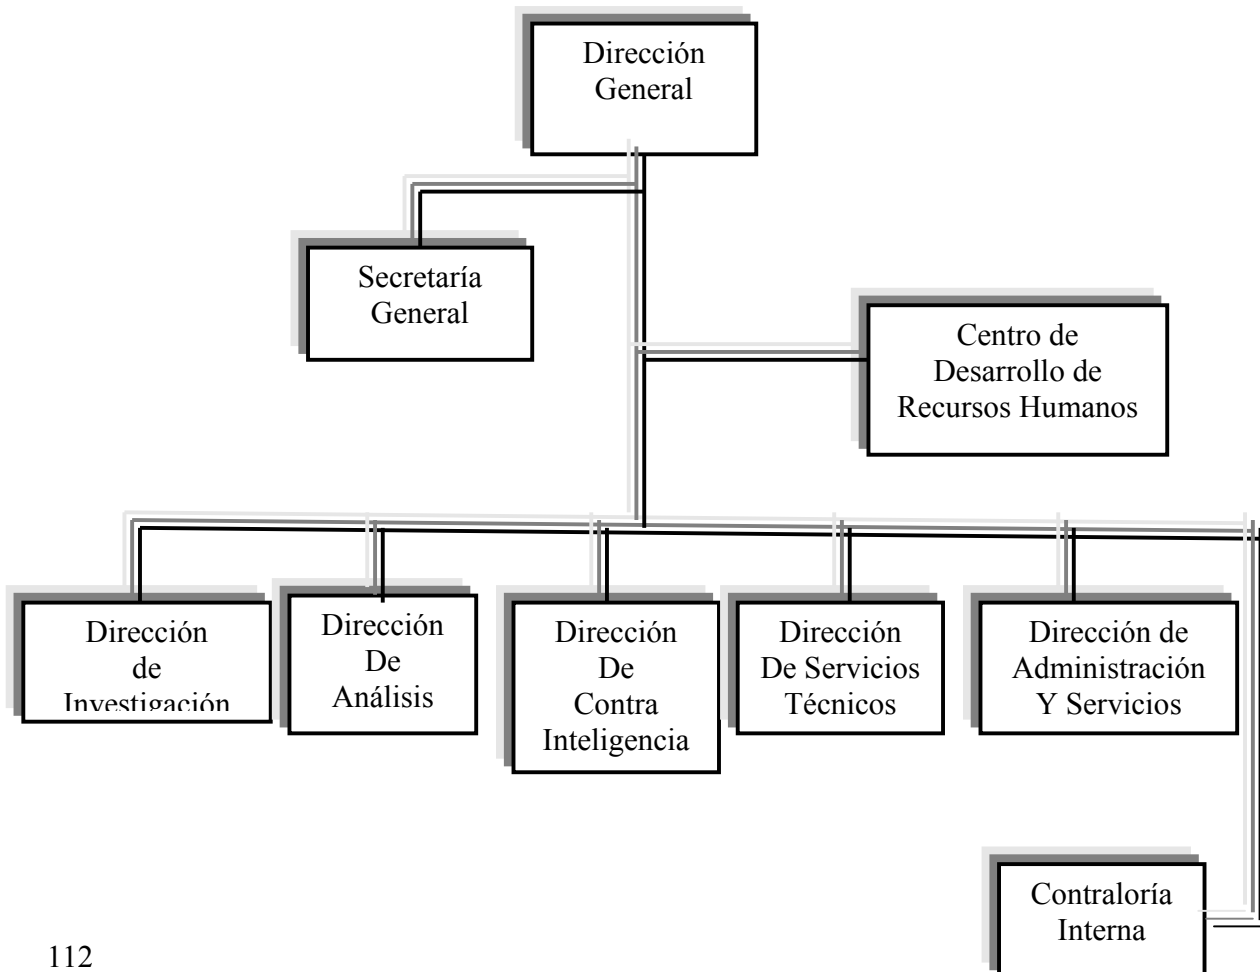 Dirección
General
Secretaría
General
Centro de
Desarrollo de
Recursos Humanos
Dirección
de
Investigación
Dirección
De
Análisis
Dirección
De
Contra
Inteligencia
Dirección
De Servicios
Técnicos
Dirección de
Administración
Y Servicios
Contraloría
Interna
112